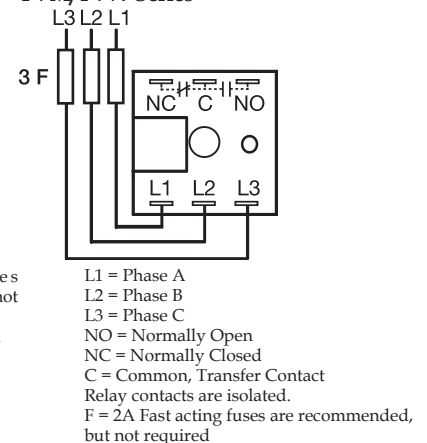 L3 L2 L1
3 F
NC C NO
L1 L2 L3
L1 = Phase A
L2 = Phase B
L3 = Phase C
NO = Normally Open
NC = Normally Closed
C = Common, Transfer Contact
Relay contacts are isolated.
F = 2A Fast acting fuses are recommended,
but not required